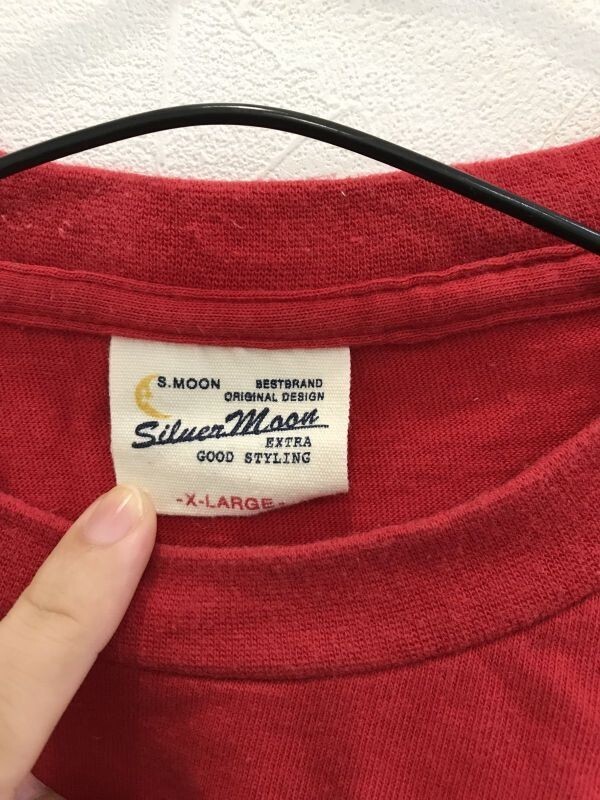 S.MOON BESTBRAND
ORIGINAL DESIGN
Silver Moon
EXTRA
GOOD STYLING
-X-LARGE-